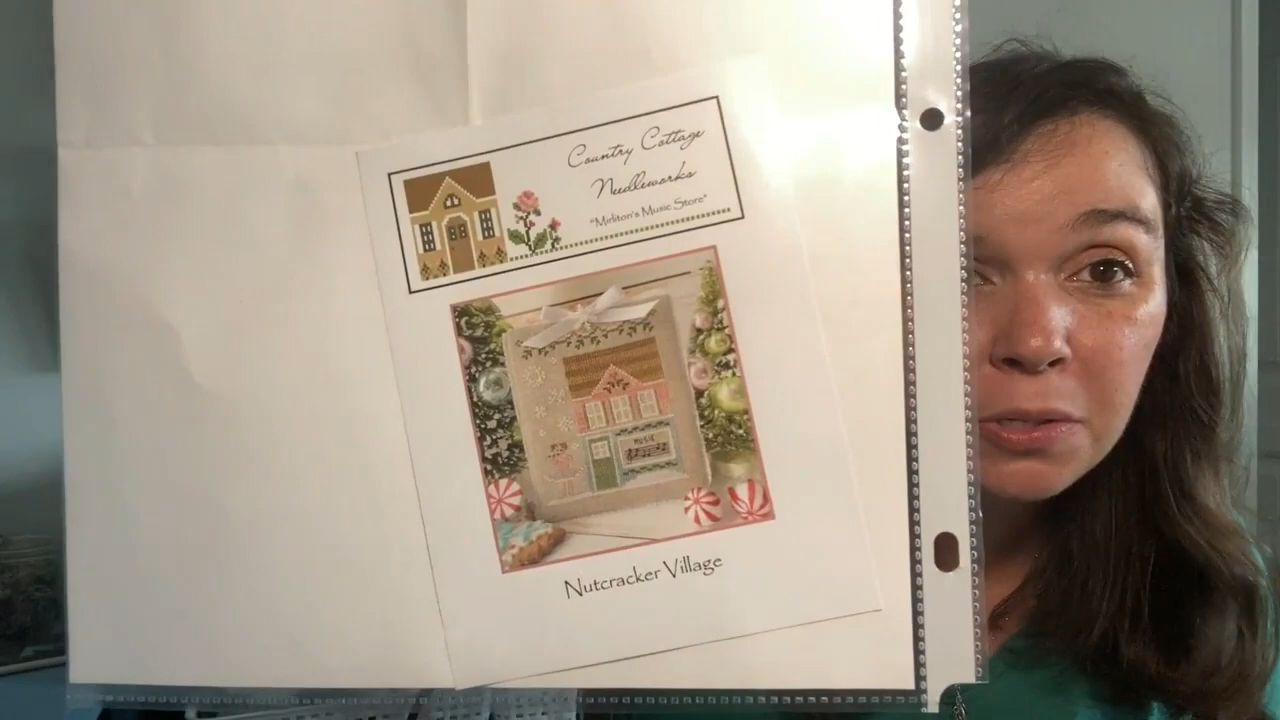 Country Cottage
Needleworks
"Mirliton's Music Store"
MUSIC
Nutcracker Village